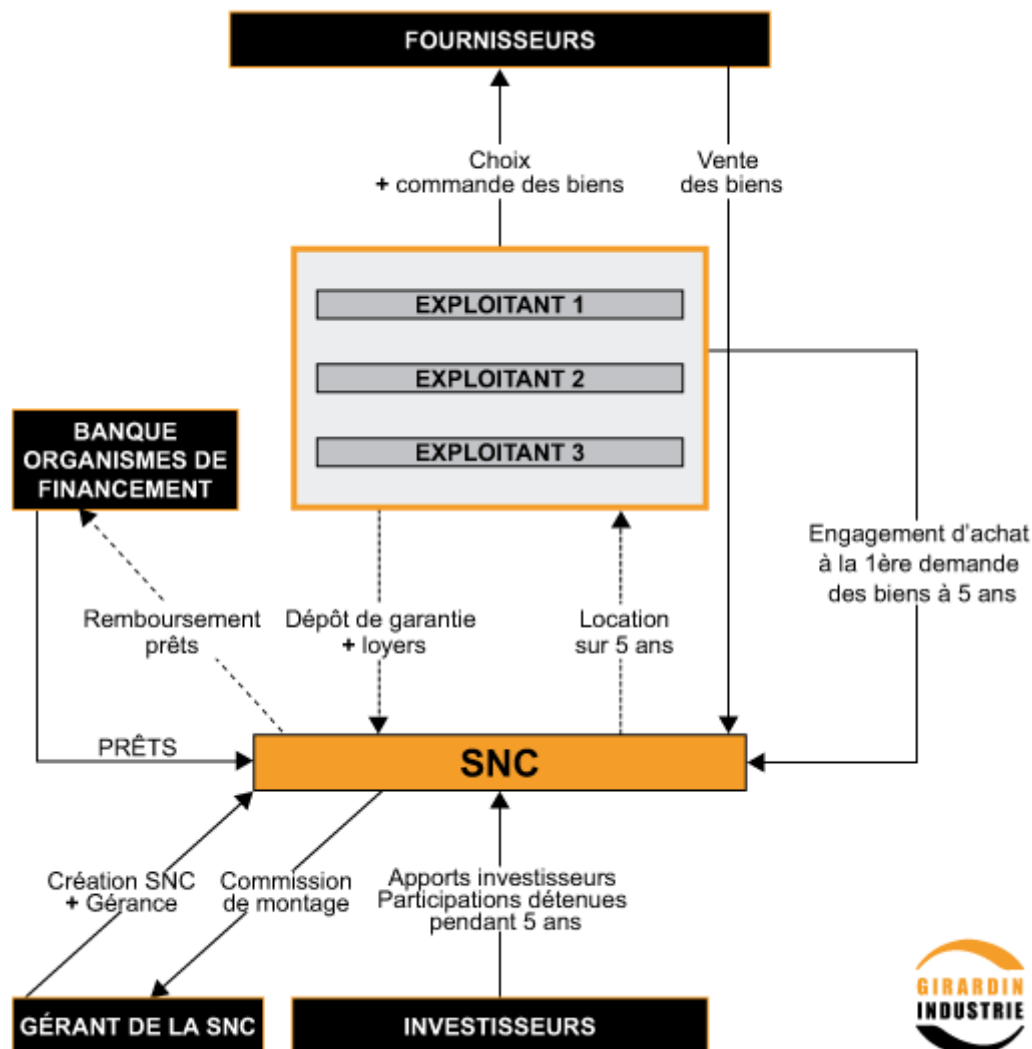 FOURNISSEURS
Choix
+ commande des biens
Vente
des biens
EXPLOITANT 1
EXPLOITANT 2
EXPLOITANT 3
BANQUE
ORGANISMES DE
FINANCEMENT
Engagement d'achat
à la 1ère demande
des biens à 5 ans
Remboursement
prêts
Dépôt de garantie
+ loyers
Location
sur 5 ans
PRÊTS
SNC
Création SNC
+ Gérance
Commission
de montage
Apports investisseurs
Participations détenues
pendant 5 ans
GÉRANT DE LA SNC
INVESTISSEURS
GIRARDIN
INDUSTRIE